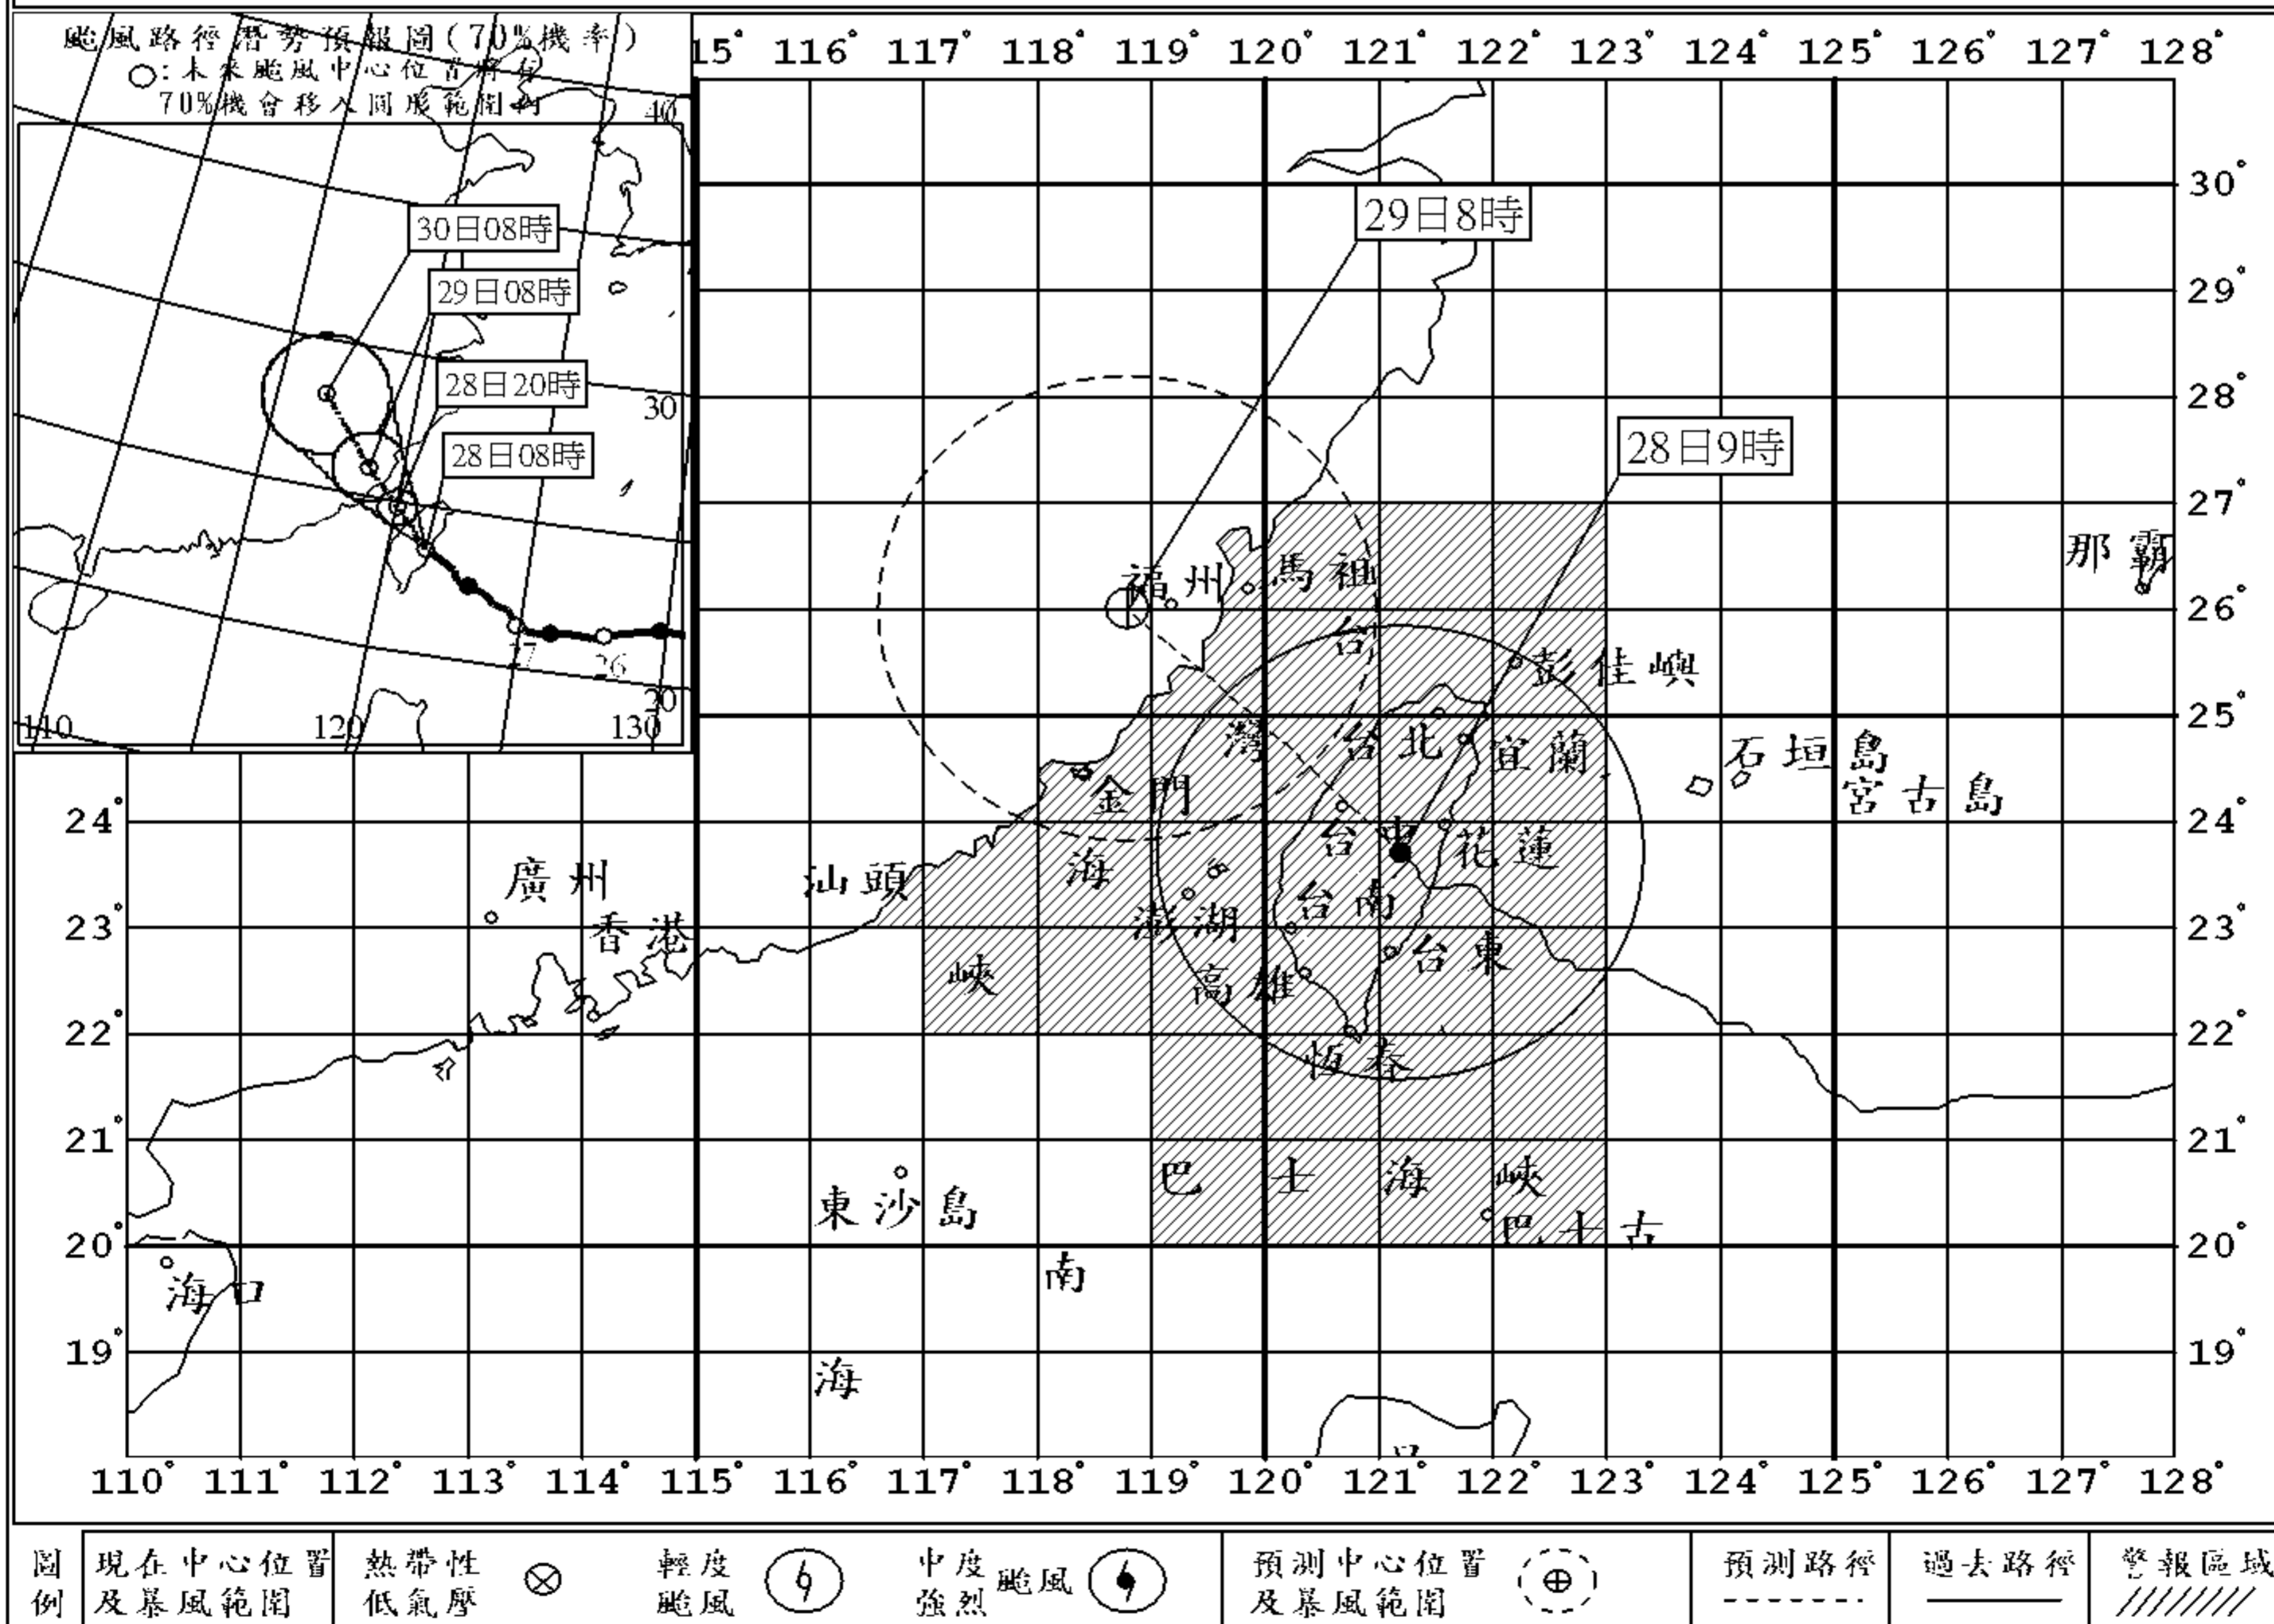 颱風路徑潛勢預報圖(70%機率)
○:未來颱風中心位置將有
70%機會移入圓形範圍內
40
30日08時
29日08時
28日20時
30
28日08時
27
26
20
110
120
130
15° 116° 117° 118° 119° 120° 121° 122° 123° 124° 125° 126° 127° 128°
30°
29日8時
29°
28°
28日9時
27°
那霸
福州
馬祖
26°
台
彭佳嶼
25°
灣
台北
宜蘭
石垣島
金門
宮古島
24°
24°
台中
花蓮
海
廣州
汕頭
台南
23°
香港
澎湖
23°
台東
峽
高雄
22°
22°
恆春
21°
21°
巴士海峽
東沙島
巴士古
20°
20°
南
海口
19°
19°
海
110° 111° 112° 113° 114° 115° 116° 117° 118° 119° 120° 121° 122° 123° 124° 125° 126° 127° 128°
圖例
現在中心位置
及暴風範圍
熱帶性
低氣壓
輕度
颱風
中度
強烈
颱風
預測中心位置
及暴風範圍
預測路徑
過去路徑
警報區域